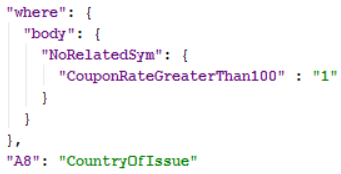 "where": {
"body": {
"NoRelatedSym": {
"CouponRateGreaterThan100" : "1"
}
}
},
"A8": "CountryOfIssue"